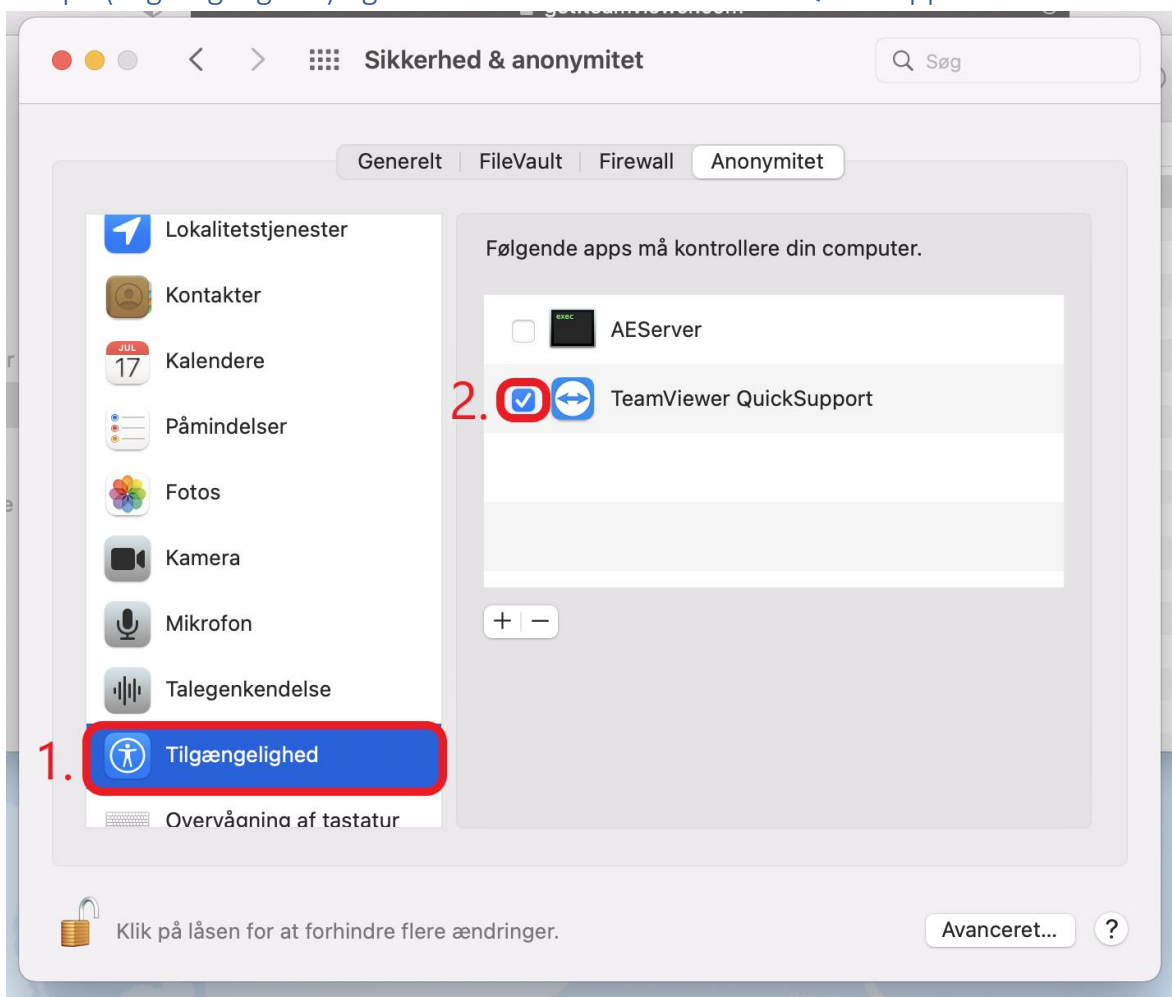 Sikkerhed & anonymitet
Søg
Generelt
FileVault
Firewall
Anonymitet
Lokalitetstjenester
Kontakter
JUL
17
Kalendere
Påmindelser
Fotos
Kamera
Mikrofon
Talegenkendelse
1.
Tilgængelighed
Overvågning af tastatur
Følgende apps må kontrollere din computer.
exec
AEServer
2.
TeamViewer QuickSupport
+
−
Klik på låsen for at forhindre flere ændringer.
Avanceret...
?